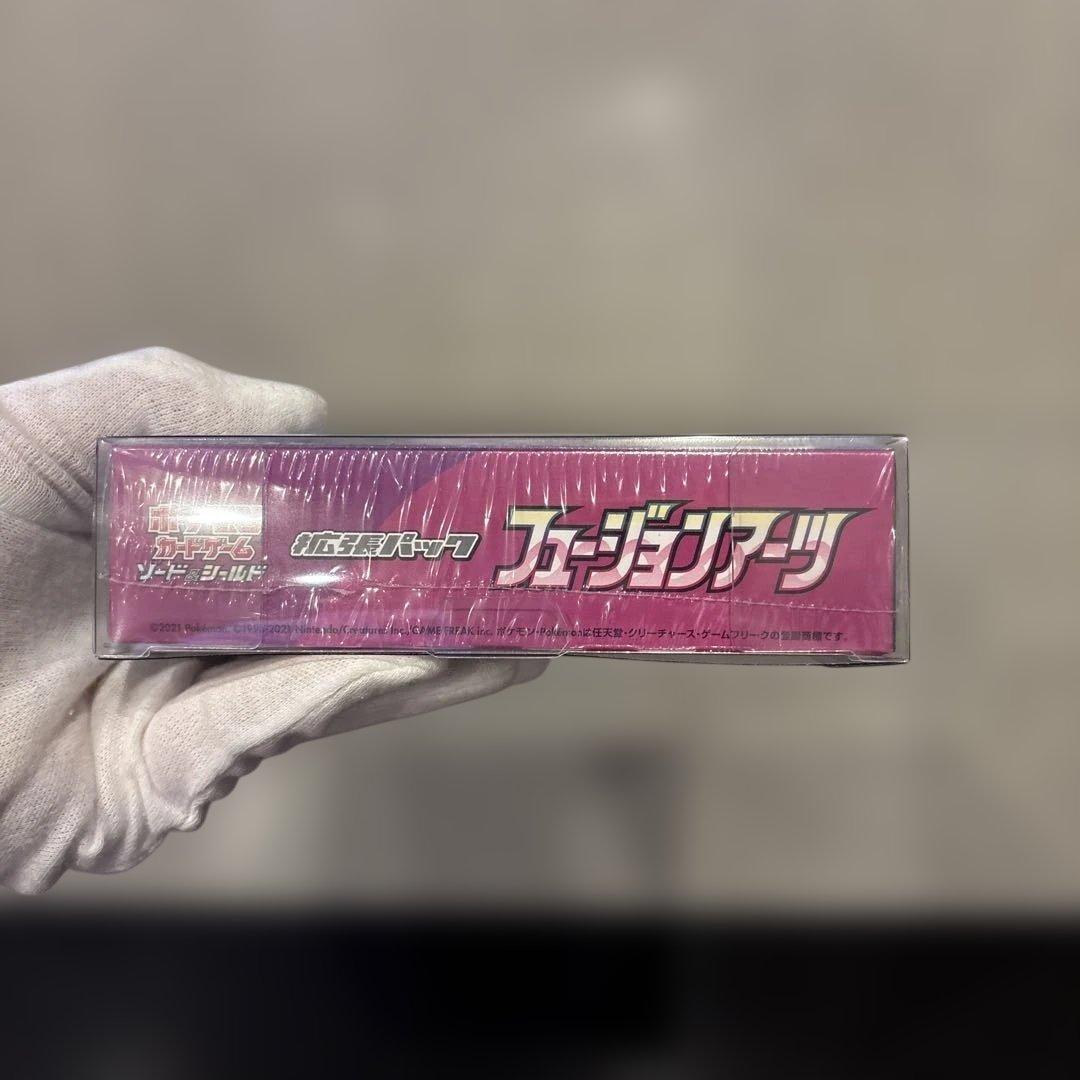 ポケモン
カードゲーム
ソード&シールド
拡張パック
フュージョンアーツ
©2021 Pokémon. ©1995-2021 Nintendo/Creatures Inc./GAME FREAK inc. ポケモン・Pokémonは任天堂・クリーチャーズ・ゲームフリークの登録商標です。